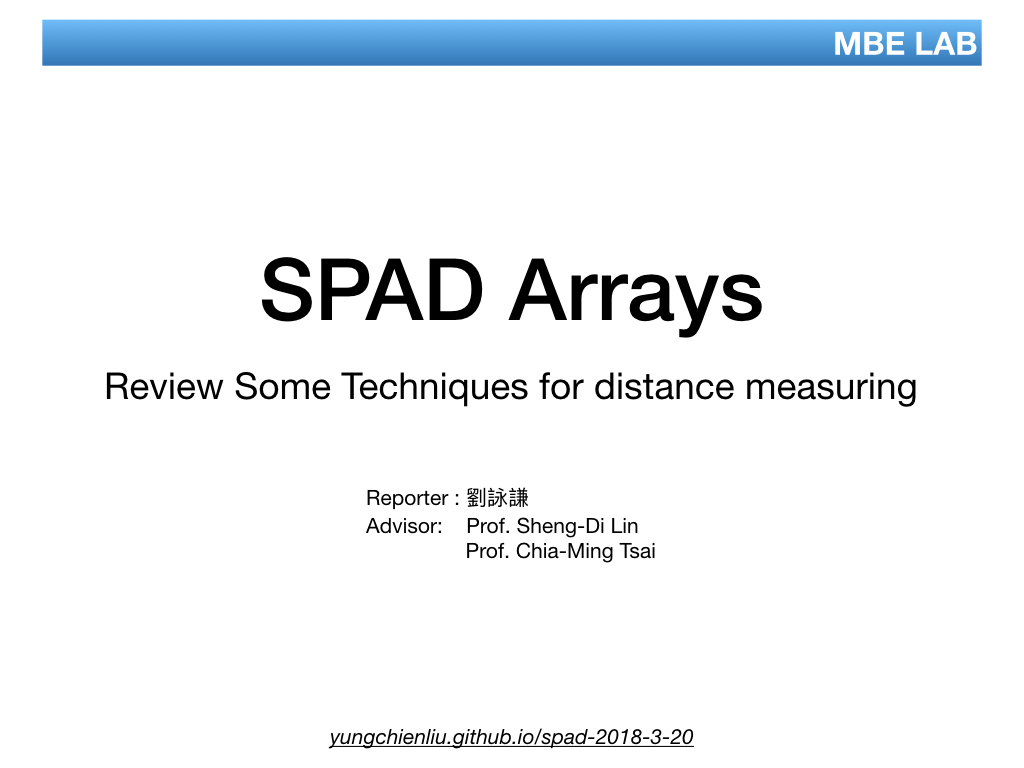 MBE LAB
SPAD Arrays
Review Some Techniques for distance measuring
Reporter : 劉詠謙
Advisor: Prof. Sheng-Di Lin
Prof. Chia-Ming Tsai
yungchienliu.github.io/spad-2018-3-20